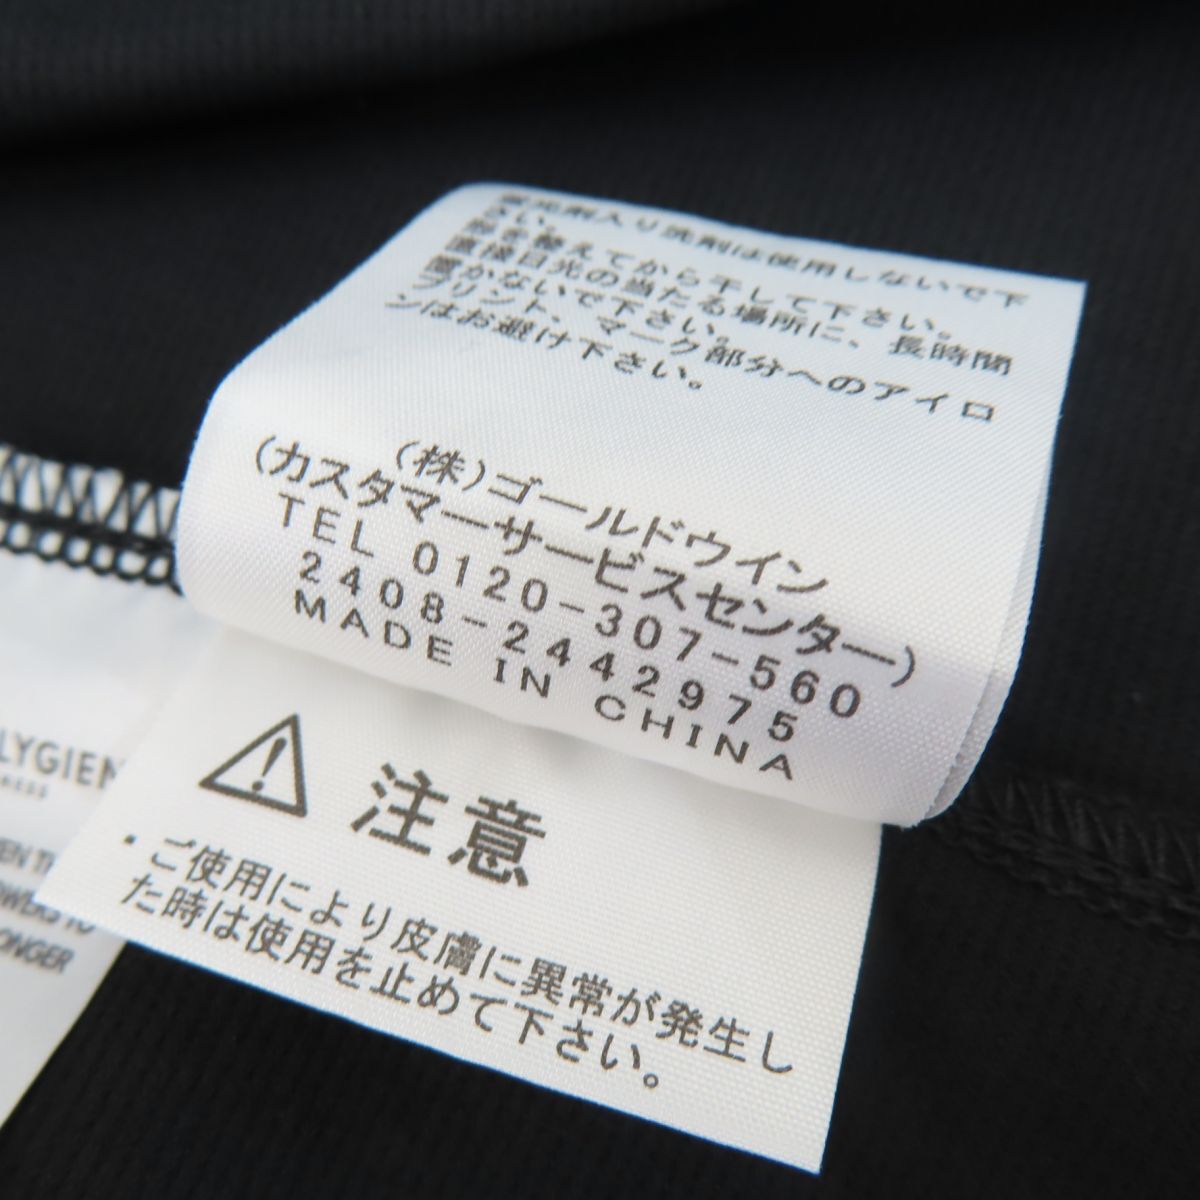 蛍光剤入り洗剤は使用しないで下
さい。
形を整えてから干して下さい。
直接日光の当たる場所に、長時間
置かないで下さい。
プリント、マーク部分へのアイロ
ンはお避け下さい。
(株)ゴールドウイン
(カスタマーサービスセンター)
TEL 0120-307-560
2408-2442975
MADE IN CHINA
注意
・ご使用により皮膚に異常が発生し
た時は使用を止めて下さい。
LYGIEN
NESS
EN TH
OWERS TO
ONGER